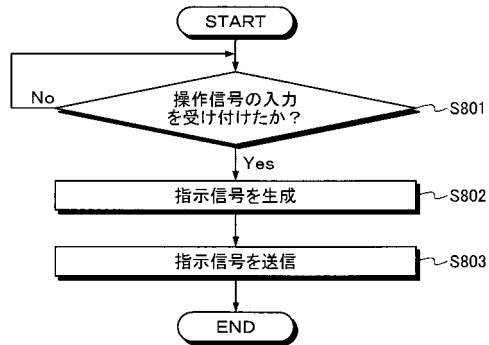 START
No
操作信号の入力
を受け付けたか？
S801
Yes
指示信号を生成
S802
指示信号を送信
S803
END